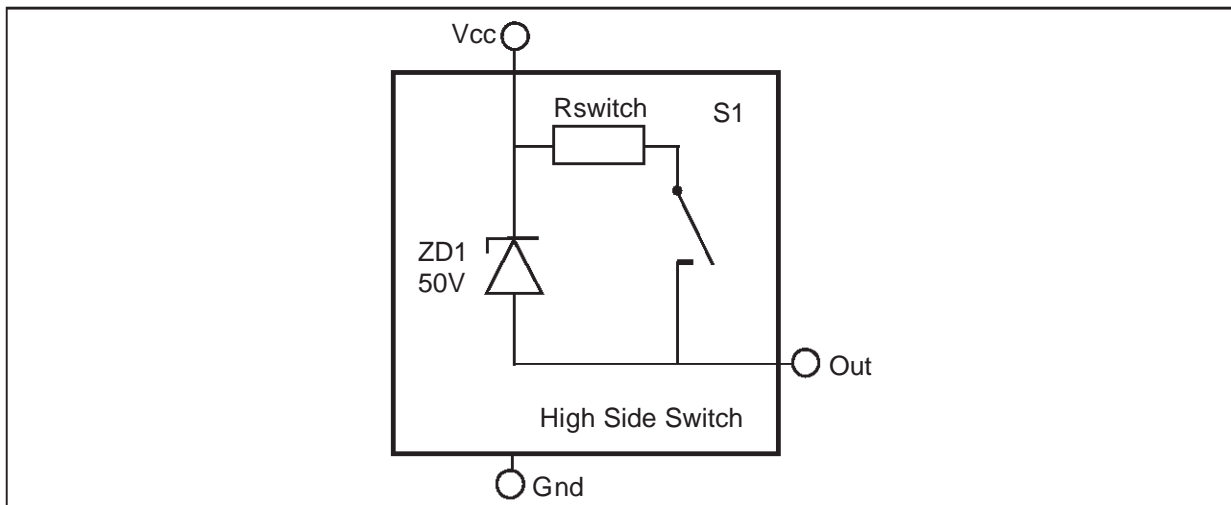 Vcc
Rswitch
S1
ZD1
50V
Out
High Side Switch
Gnd